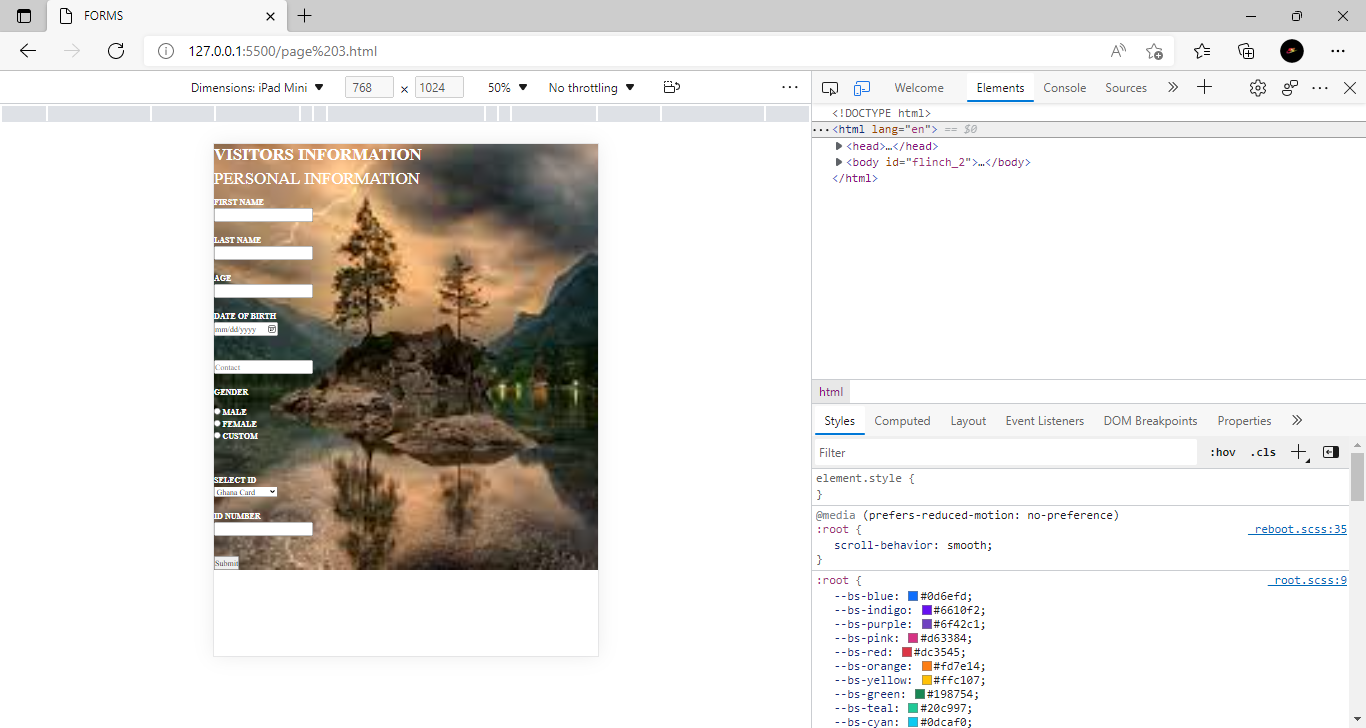 FORMS
127.0.0.1:5500/page%203.html
Dimensions: iPad Mini 768 × 1024 50% No throttling
Welcome Elements Console Sources
VISITORS INFORMATION
PERSONAL INFORMATION
FIRST NAME
LAST NAME
AGE
DATE OF BIRTH
mm/dd/yyyy
Contact
GENDER
MALE
FEMALE
CUSTOM
SELECT ID
Ghana Card
ID NUMBER
Submit
<!DOCTYPE html>
<html lang="en"> == $0
<head>…</head>
<body id="flinch_2">…</body>
</html>
html
Styles Computed Layout Event Listeners DOM Breakpoints Properties
Filter :hov .cls
element.style {
}
@media (prefers-reduced-motion: no-preference)
:root { _reboot.scss:35
scroll-behavior: smooth;
}
:root { _root.scss:9
--bs-blue: #0d6efd;
--bs-indigo: #6610f2;
--bs-purple: #6f42c1;
--bs-pink: #d63384;
--bs-red: #dc3545;
--bs-orange: #fd7e14;
--bs-yellow: #ffc107;
--bs-green: #198754;
--bs-teal: #20c997;
--bs-cyan: #0dcaf0;